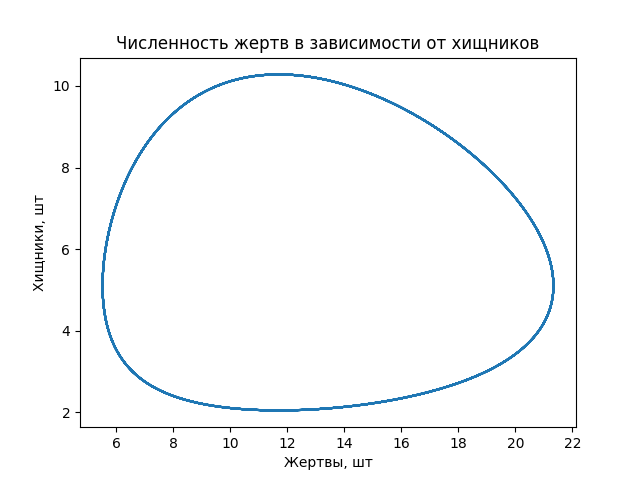 Численность жертв в зависимости от хищников
10
8
6
4
2
Хищники, шт
6 8 10 12 14 16 18 20 22
Жертвы, шт